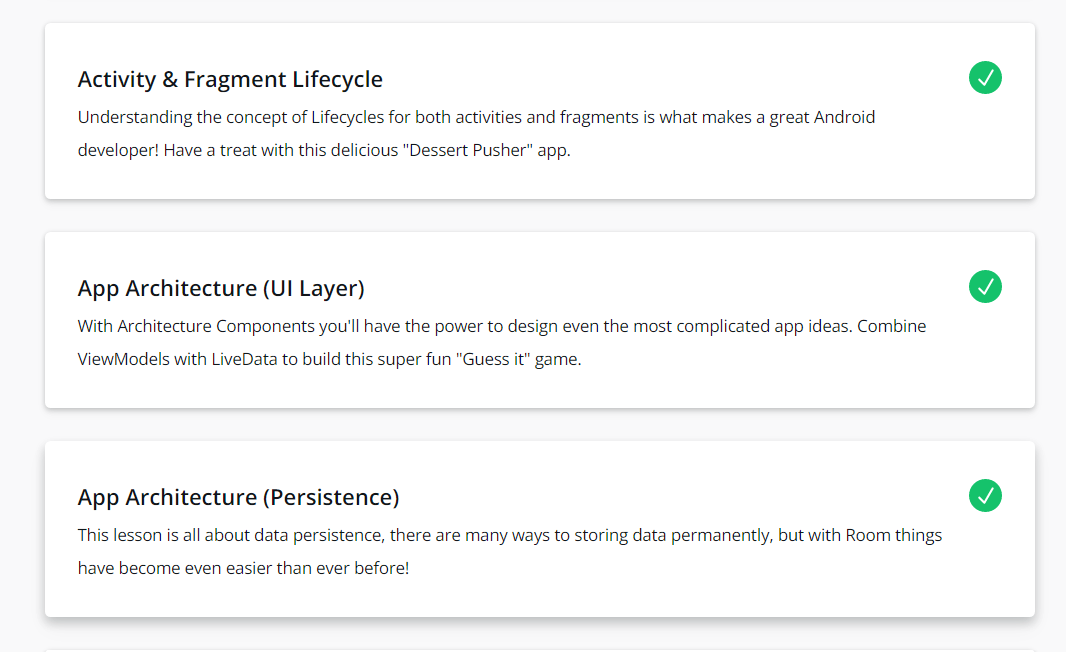 Activity & Fragment Lifecycle
Understanding the concept of Lifecycles for both activities and fragments is what makes a great Android
developer! Have a treat with this delicious "Dessert Pusher" app.
App Architecture (UI Layer)
With Architecture Components you'll have the power to design even the most complicated app ideas. Combine
ViewModels with LiveData to build this super fun "Guess it" game.
App Architecture (Persistence)
This lesson is all about data persistence, there are many ways to storing data permanently, but with Room things
have become even easier than ever before!